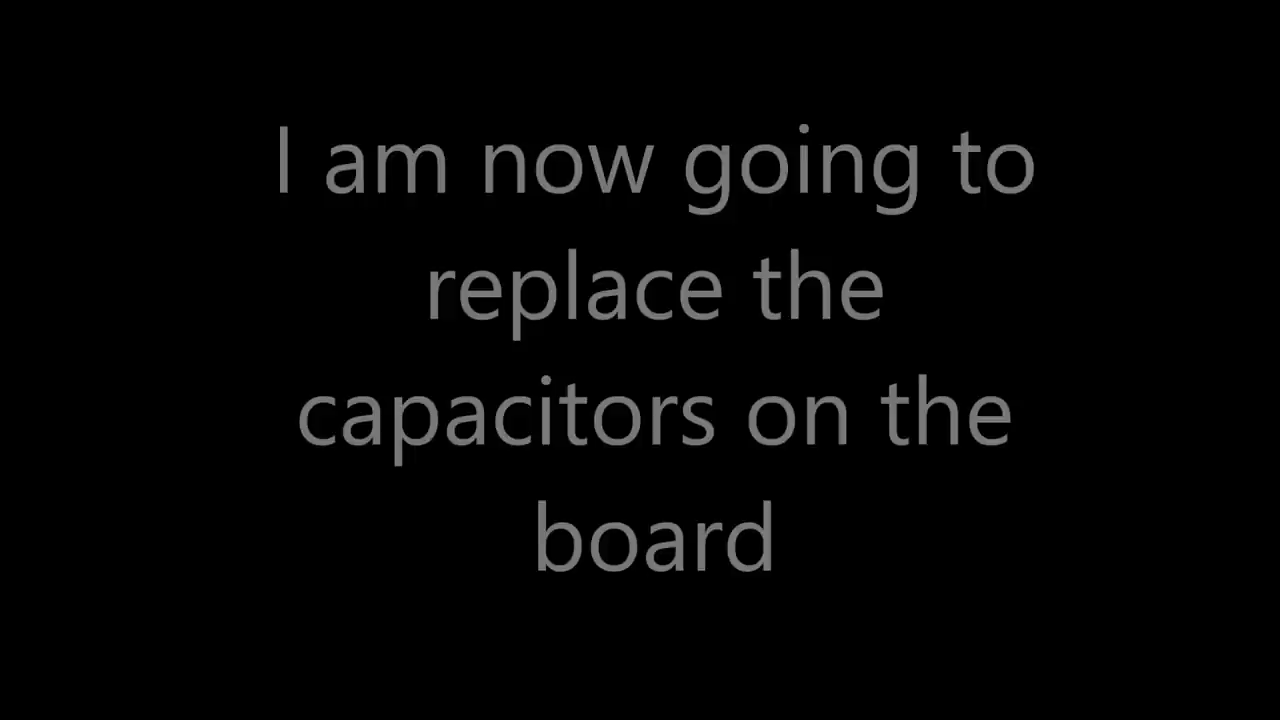 I am now going to
replace the
capacitors on the
board